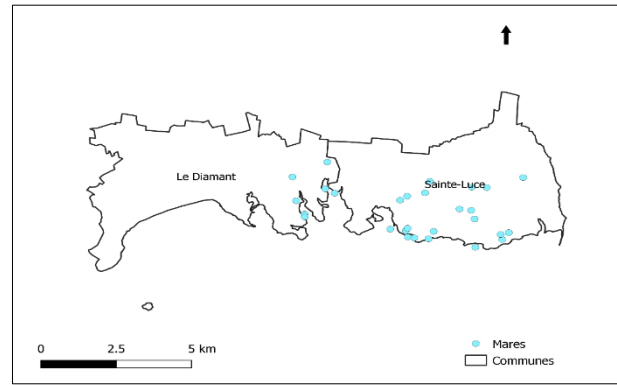 Le Diamant
Sainte-Luce
0 2.5 5 km
Mares
Communes